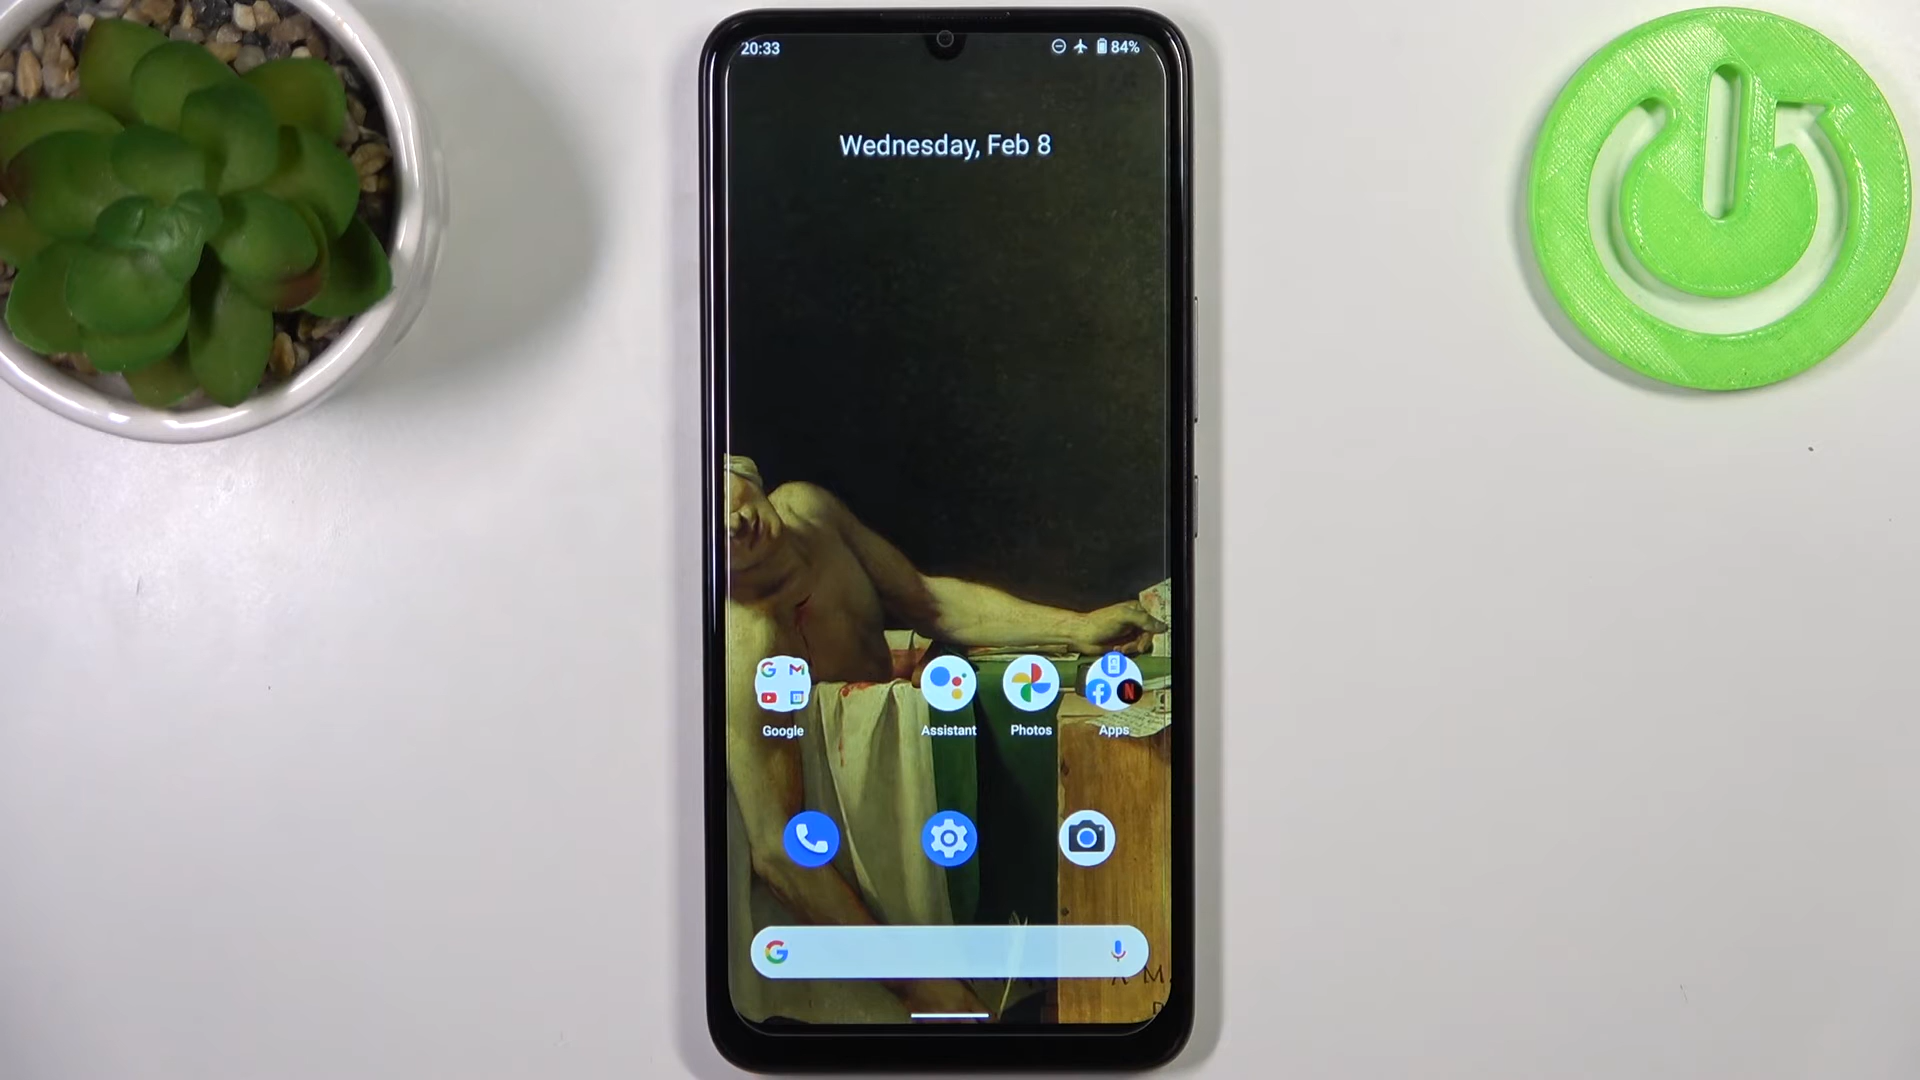 20:33
84%
Wednesday, Feb 8
Google
Assistant
Photos
Apps
A M